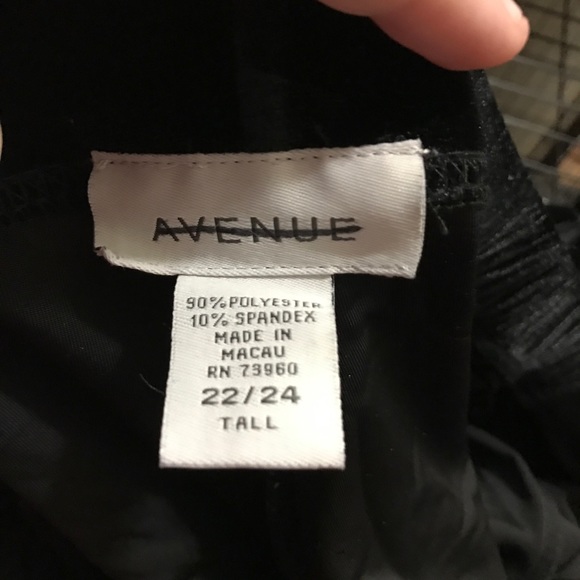 AVENUE
90% POLYESTER
10% SPANDEX
MADE IN
MACAU
RN 73960
22/24
TALL